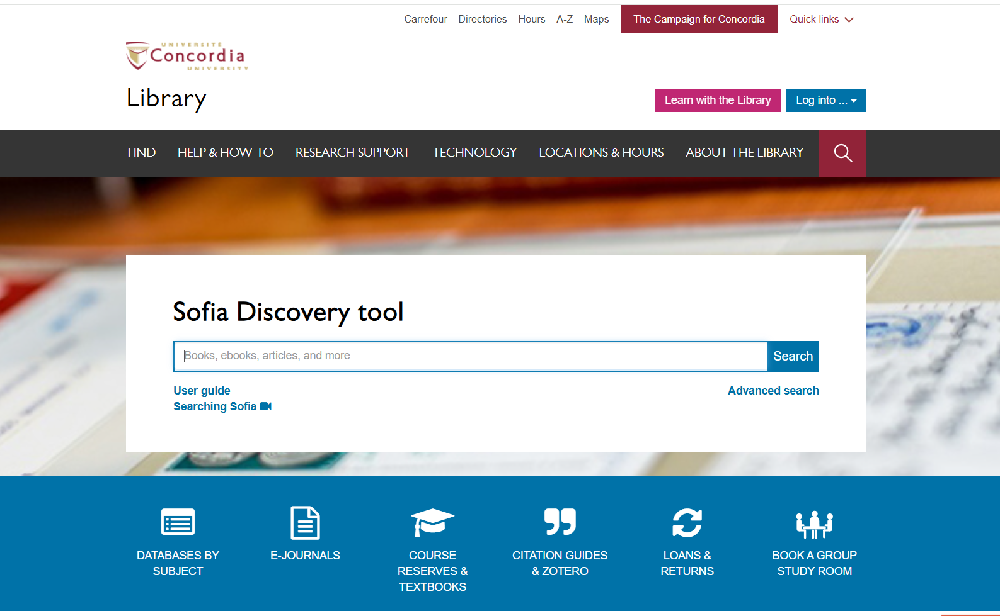 Carrefour Directories Hours A-Z Maps The Campaign for Concordia Quick links
UNIVERSITÉ
Concordia
UNIVERSITY
Library
Learn with the Library Log into ...
FIND HELP & HOW-TO RESEARCH SUPPORT TECHNOLOGY LOCATIONS & HOURS ABOUT THE LIBRARY
Sofia Discovery tool
Books, ebooks, articles, and more Search
User guide Advanced search
Searching Sofia
DATABASES BY
SUBJECT
E-JOURNALS
COURSE
RESERVES &
TEXTBOOKS
CITATION GUIDES
& ZOTERO
LOANS &
RETURNS
BOOK A GROUP
STUDY ROOM